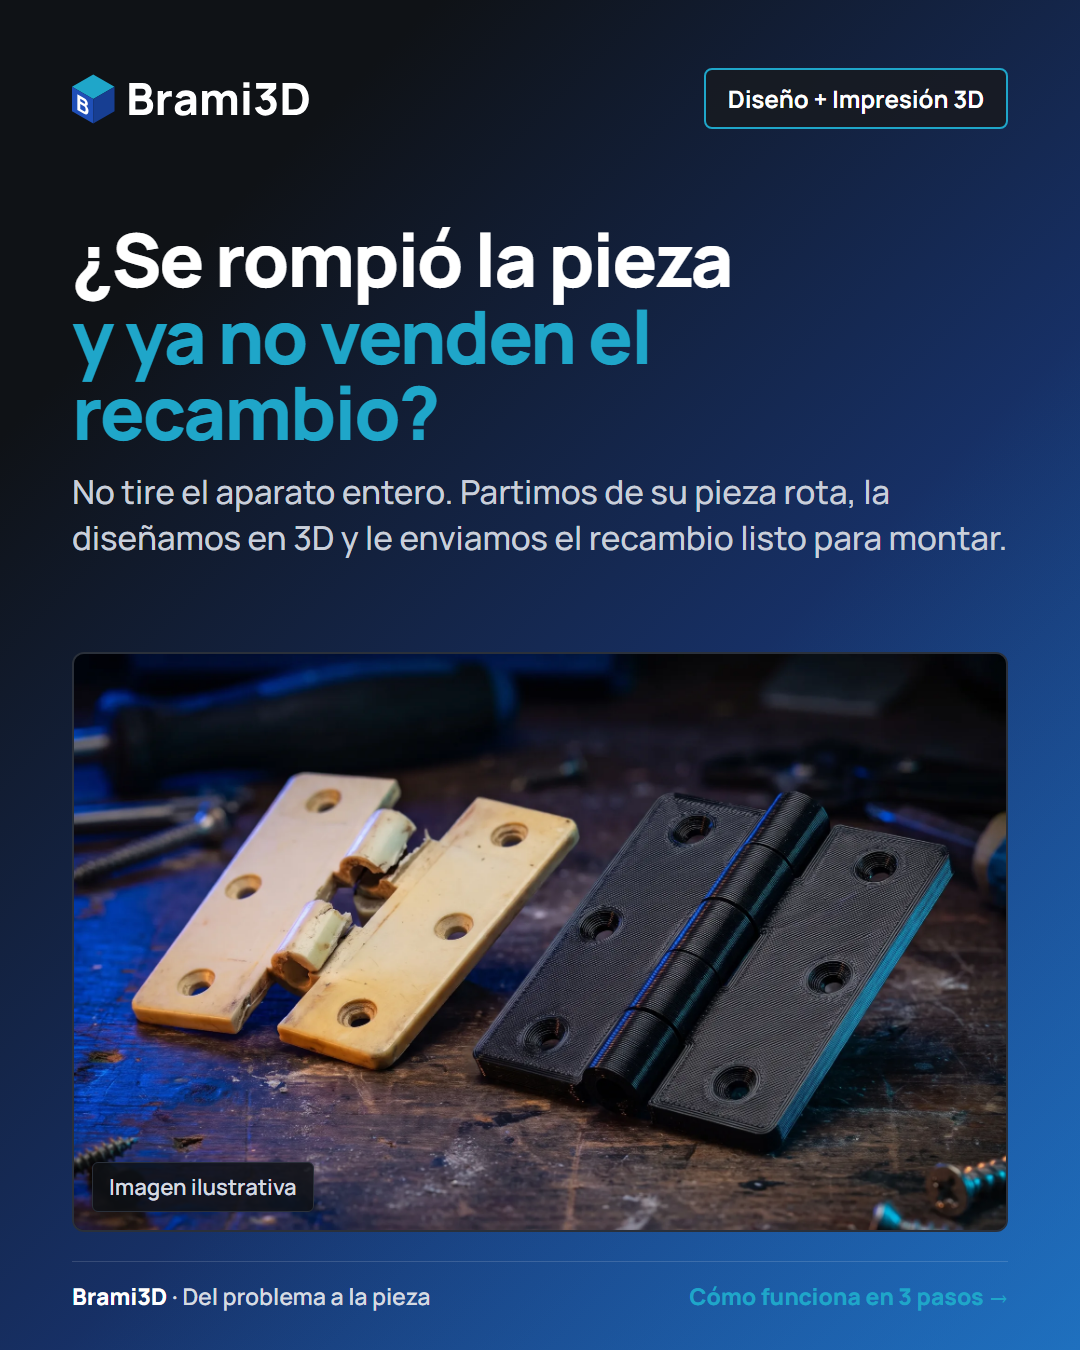 B Brami3D
Diseño + Impresión 3D
¿Se rompió la pieza
y ya no venden el
recambio?
No tire el aparato entero. Partimos de su pieza rota, la
diseñamos en 3D y le enviamos el recambio listo para montar.
Imagen ilustrativa
Brami3D · Del problema a la pieza
Cómo funciona en 3 pasos →